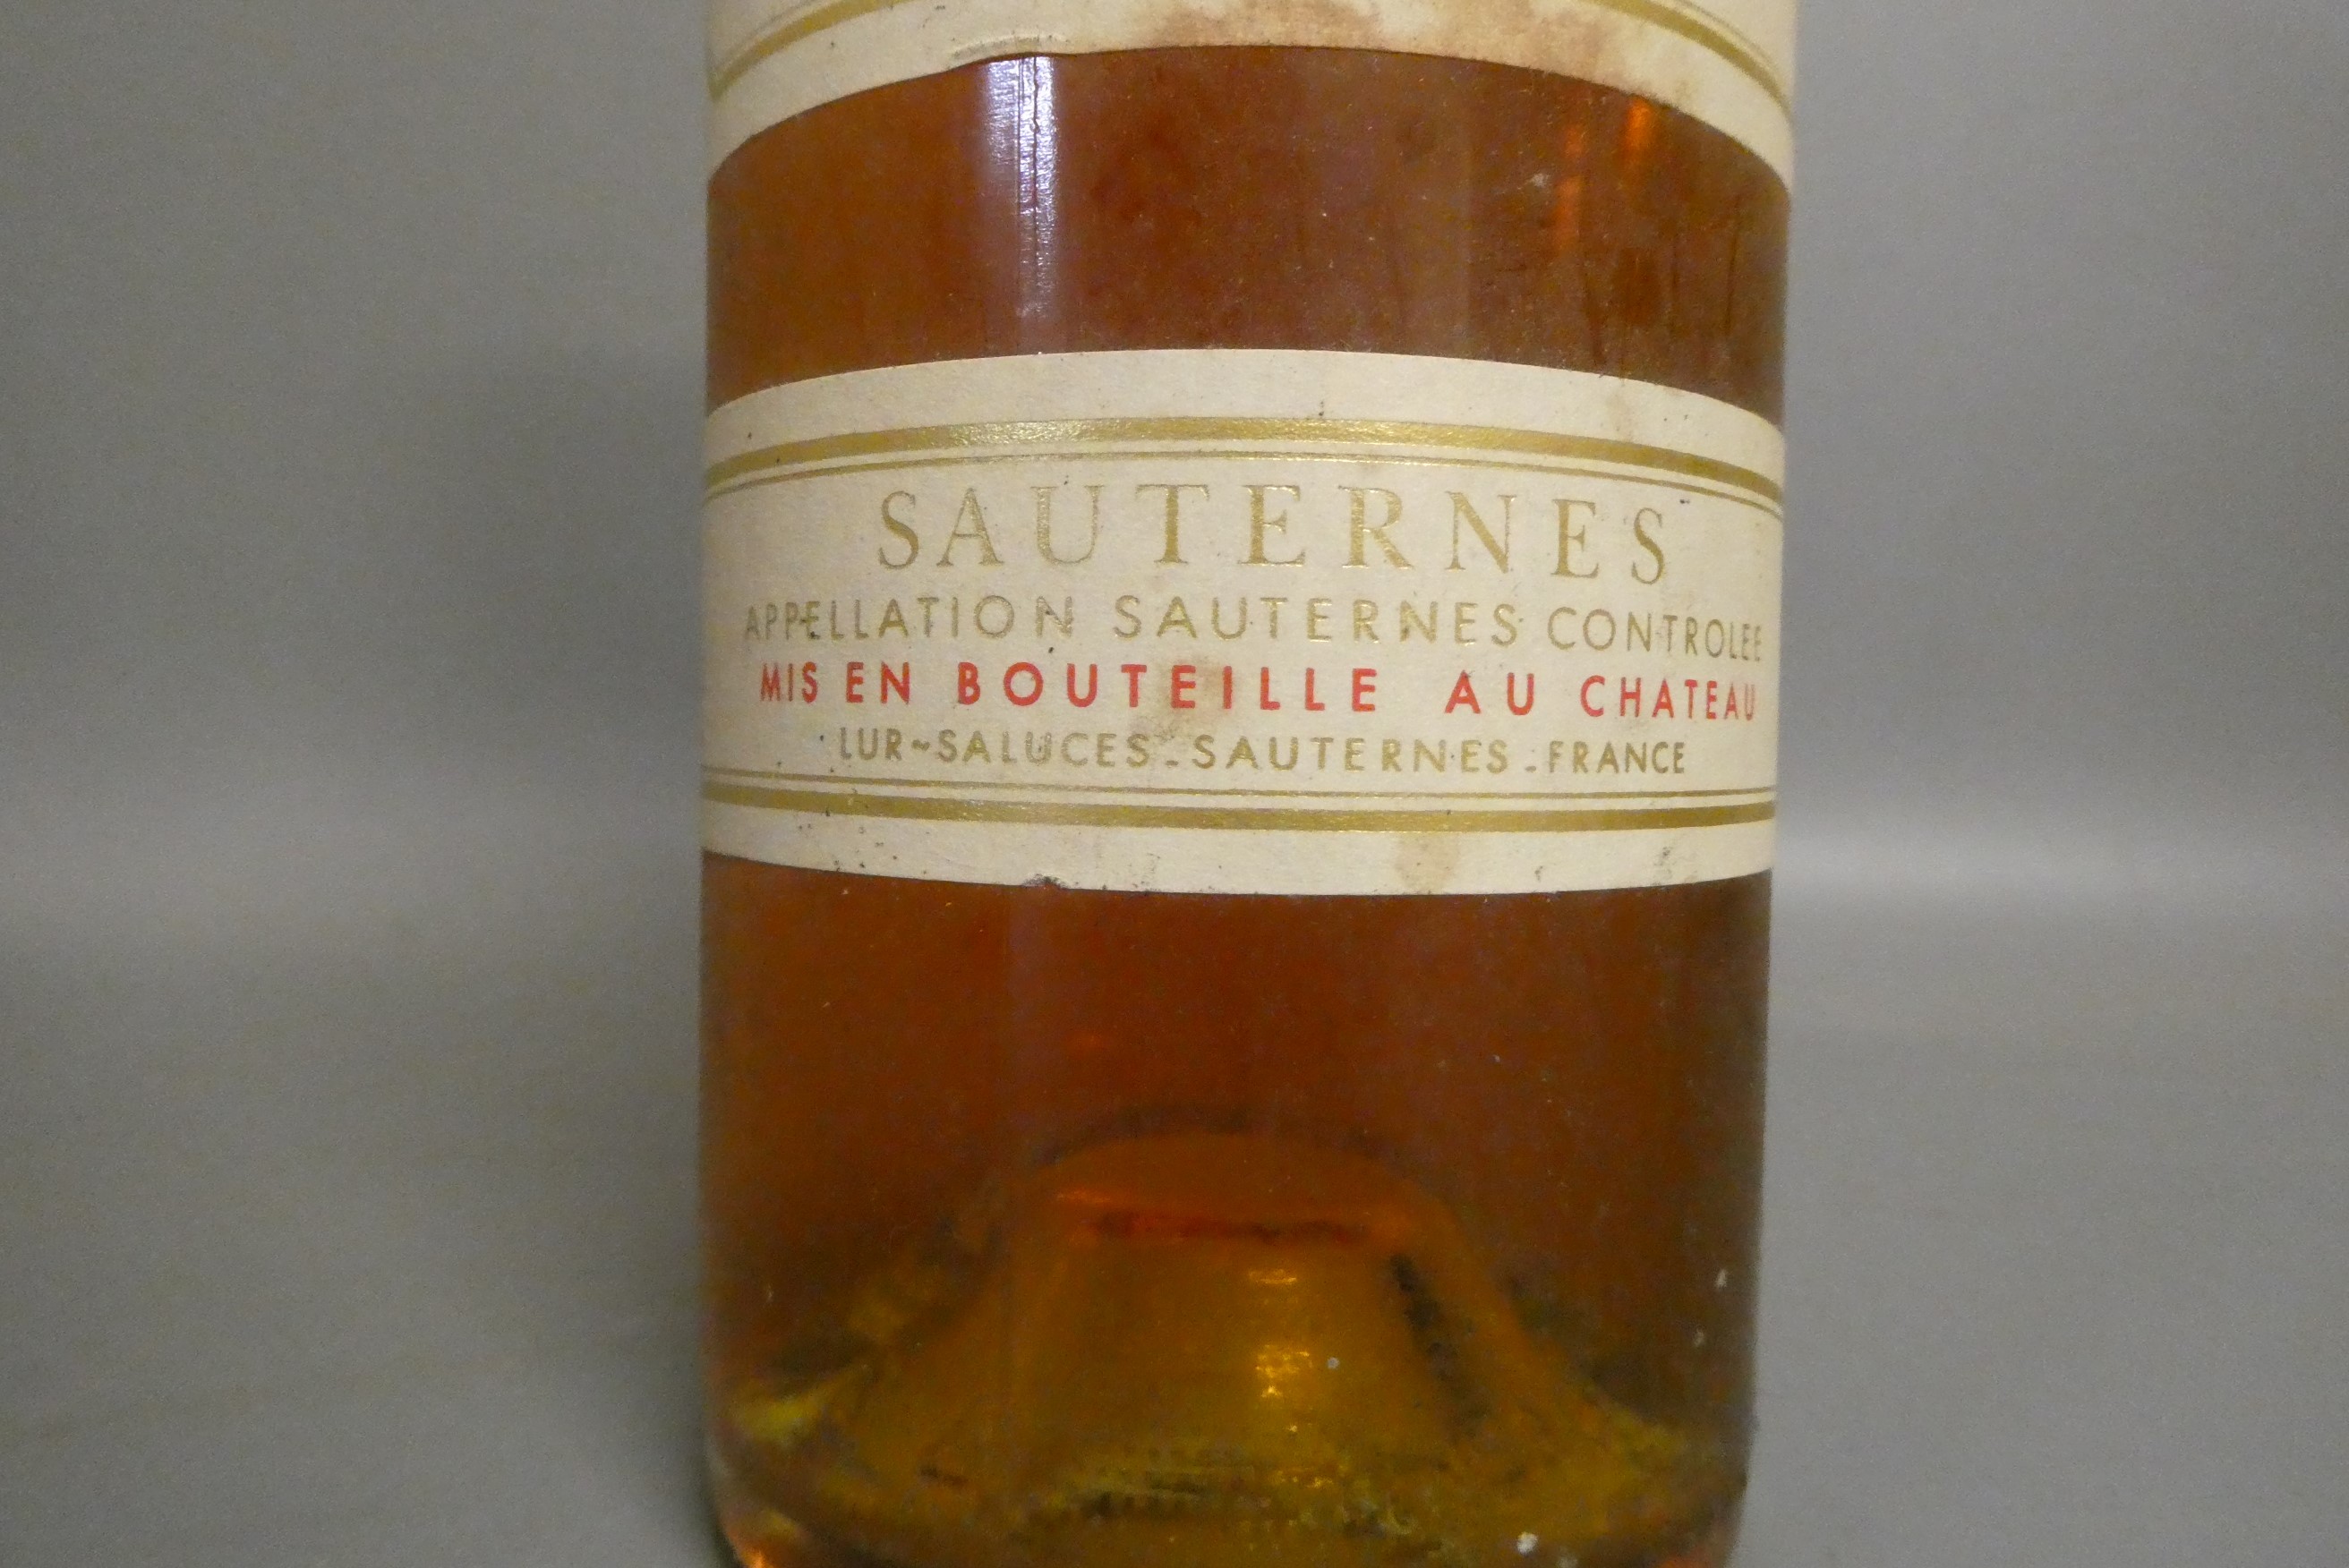 SAUTERNES
APPELLATION SAUTERNES CONTROLEE
MIS EN BOUTEILLE AU CHATEAU
LUR~SALUCES-SAUTERNES-FRANCE